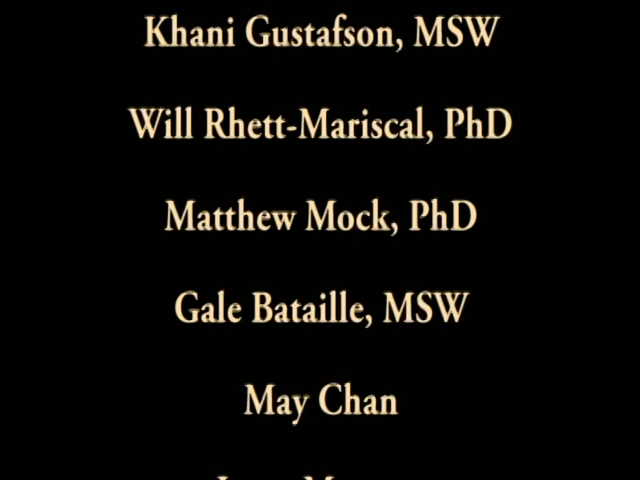 Khani Gustafson, MSW
Will Rhett-Mariscal, PhD
Matthew Mock, PhD
Gale Bataille, MSW
May Chan